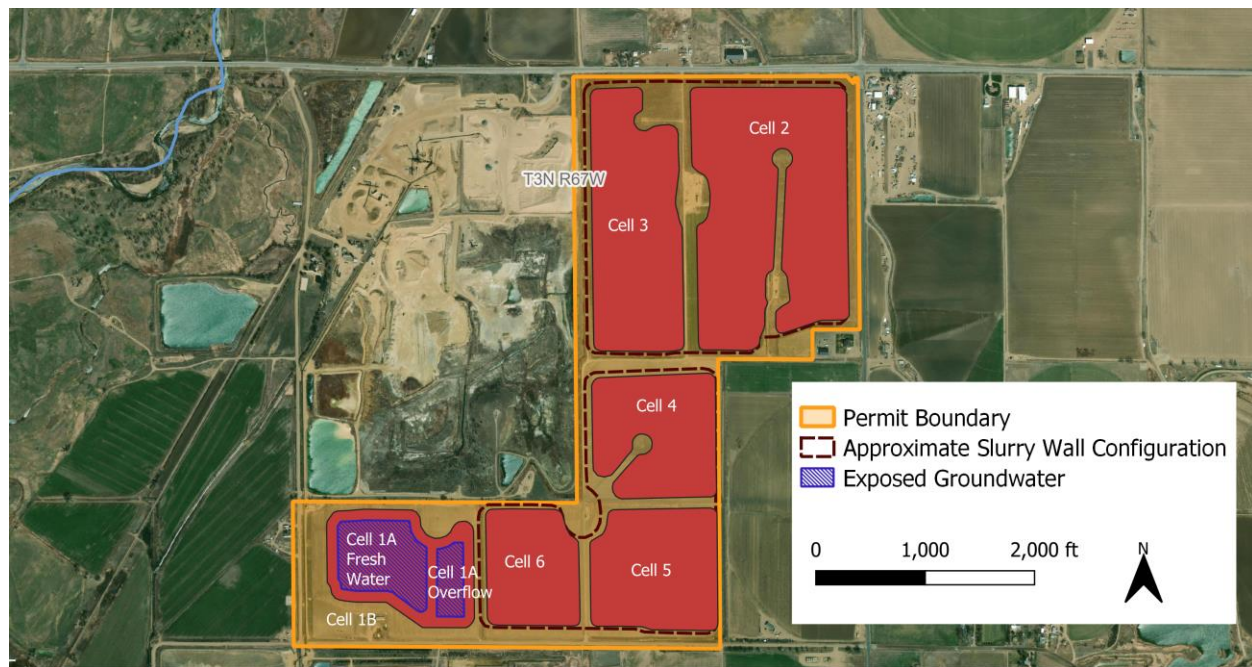 Cell 2
T3N R67W
Cell 3
Cell 4
Permit Boundary
Approximate Slurry Wall Configuration
Exposed Groundwater
Cell 1A
Fresh
Water
Cell 1A
Overflow
Cell 6
Cell 5
Cell 1B
0 1,000 2,000 ft
N